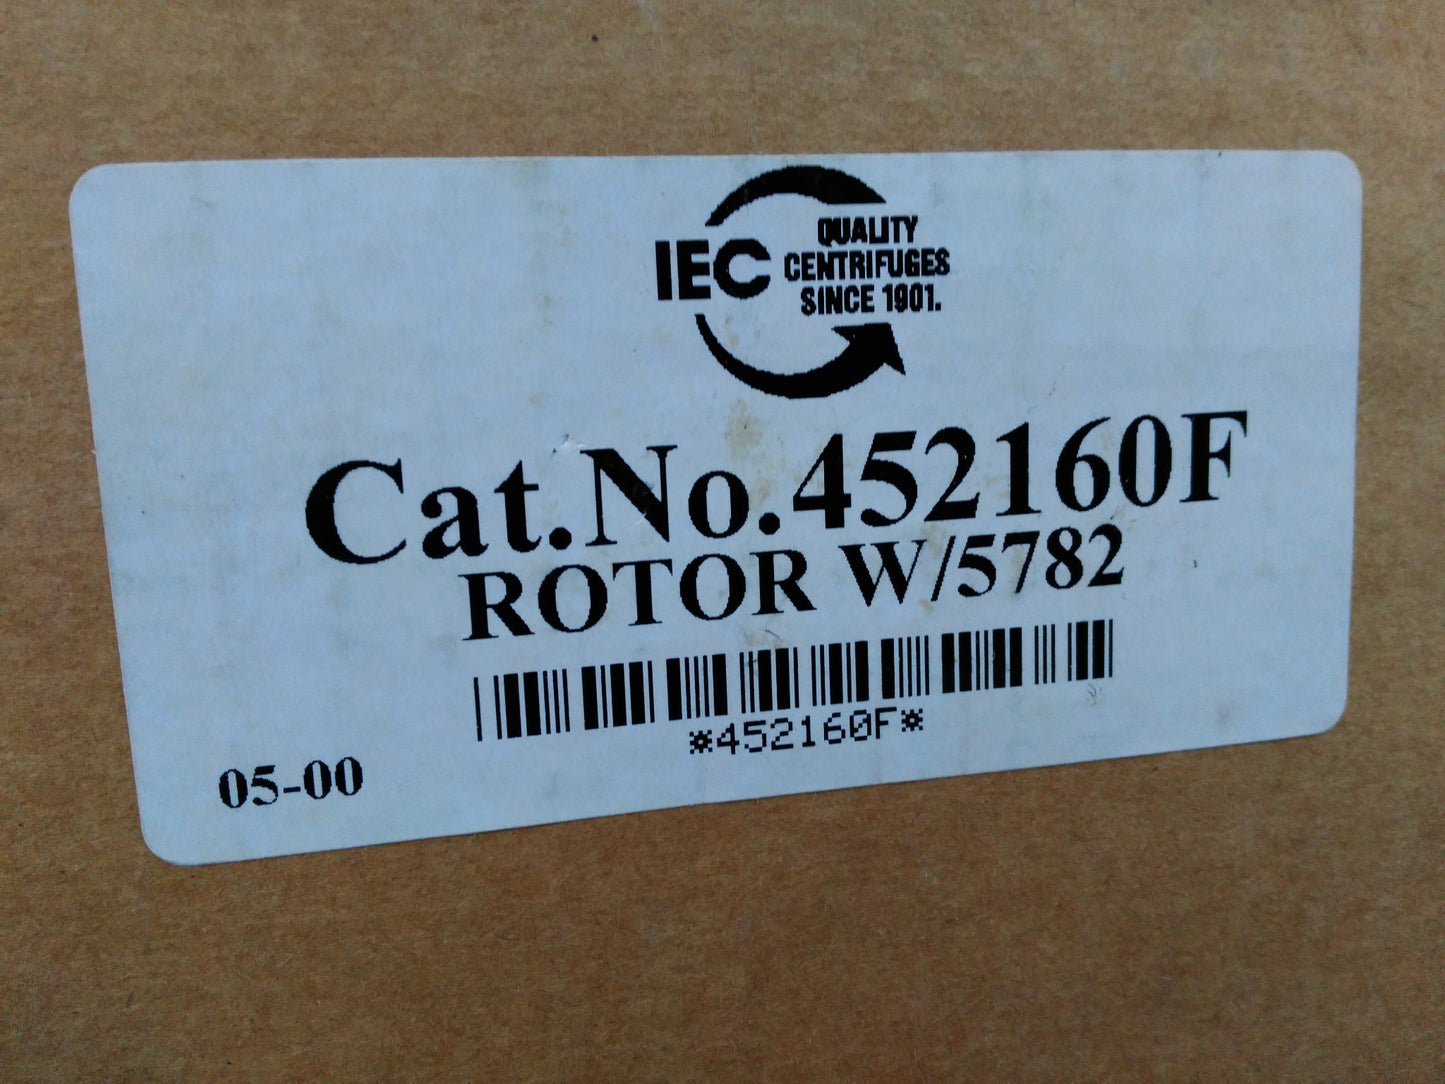 IEC
QUALITY
CENTRIFUGES
SINCE 1901.
Cat.No.452160F
ROTOR W/5782
*452160F*
05-00